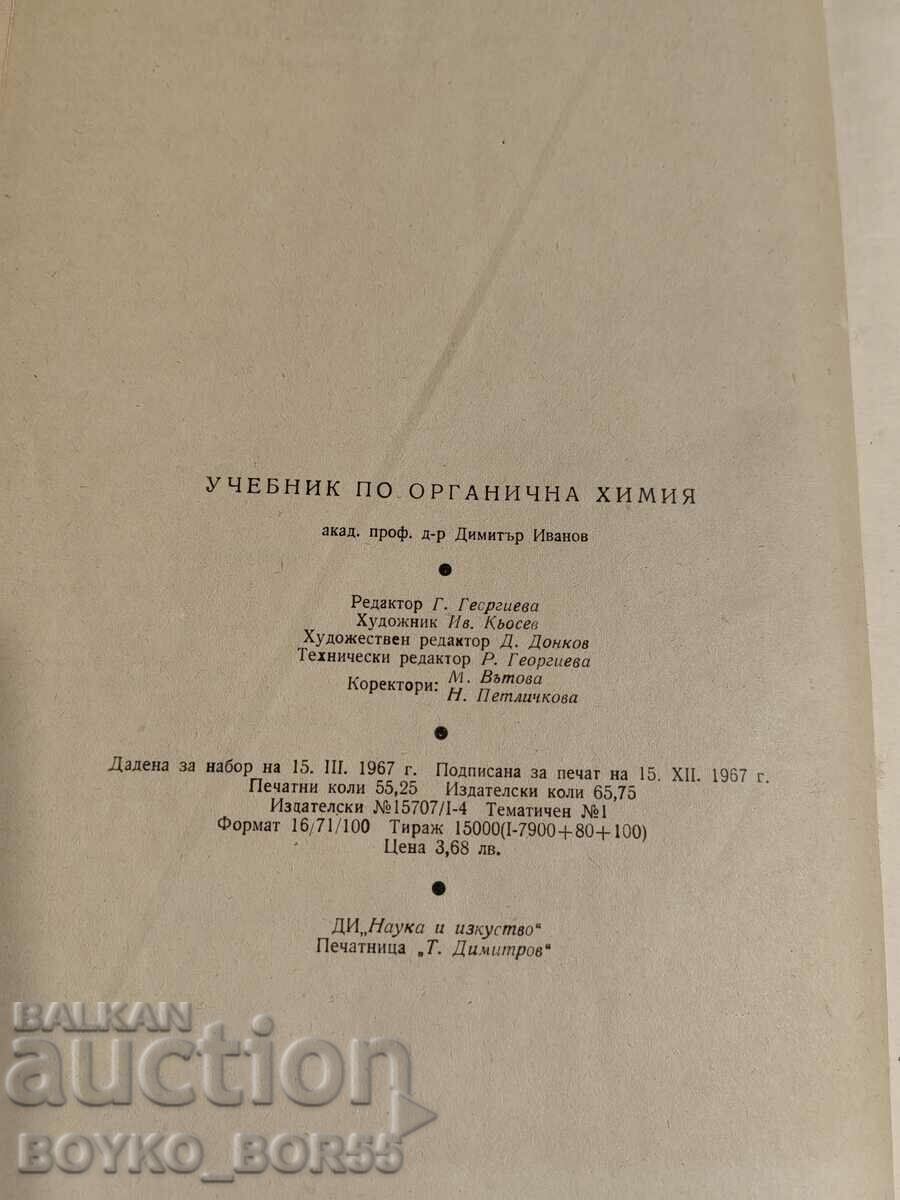 УЧЕБНИК ПО ОРГАНИЧНА ХИМИЯ
акад. проф. д-р Димитър Иванов
Редактор Г. Гесргиева
Художник Ив. Кьосев
Художествен редактор Д. Донков
Технически редактор Р. Георгиева
Коректори: М. Вътова
Н. Петличкова
Дадена за набор на 15. III. 1967 г. Подписана за печат на 15. XII. 1967 г.
Печатни коли 55,25 Издателски коли 65,75
Издателски №15707/I-4 Тематичен №1
Формат 16/71/100 Тираж 15000(I-7900+80+100)
Цена 3,68 лв.
ДИ„Наука и изкуство“
Печатница „Т. Димитров“
BALKAN
auction
BOYKO_BOR55